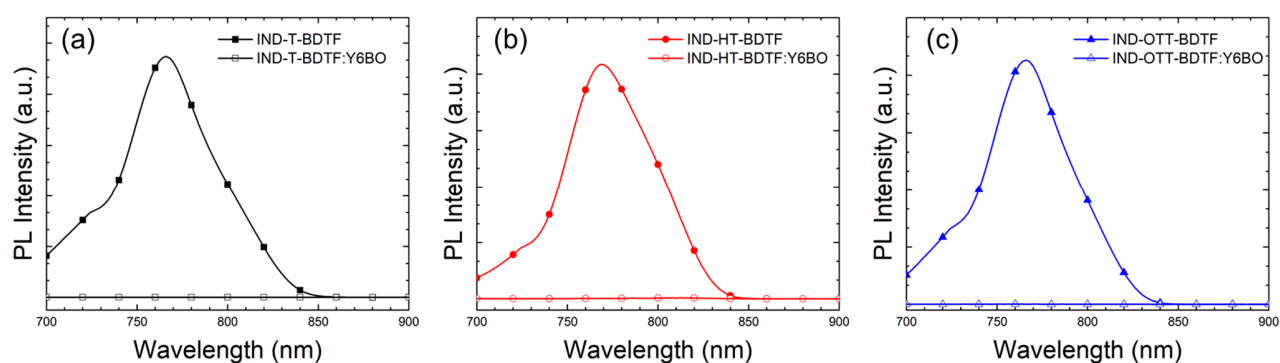 (a)
IND-T-BDTF
IND-T-BDTF:Y6BO
PL Intensity (a.u.)
700 750 800 850 900
Wavelength (nm)
(b)
IND-HT-BDTF
IND-HT-BDTF:Y6BO
PL Intensity (a.u.)
700 750 800 850 900
Wavelength (nm)
(c)
IND-OTT-BDTF
IND-OTT-BDTF:Y6BO
PL Intensity (a.u.)
700 750 800 850 900
Wavelength (nm)